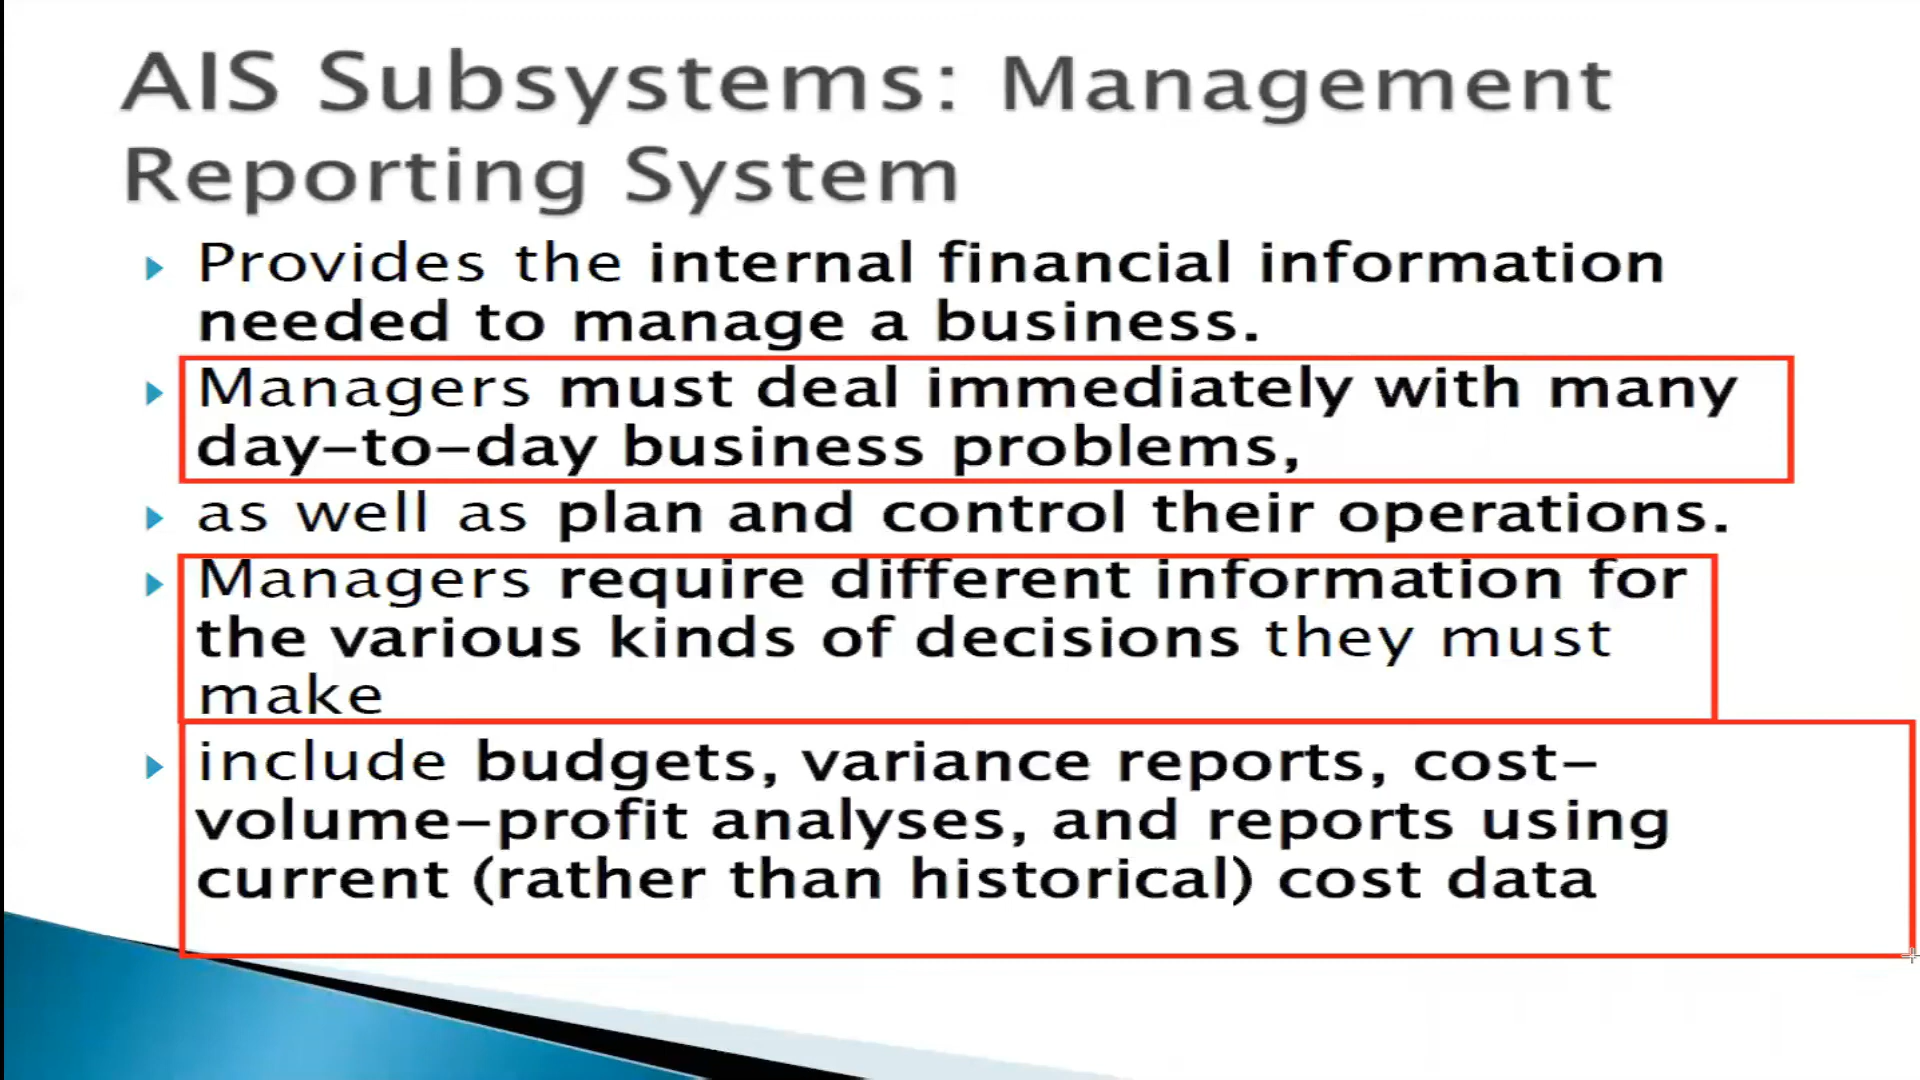 AIS Subsystems: Management
Reporting System
Provides the internal financial information
needed to manage a business.
Managers must deal immediately with many
day-to-day business problems,
as well as plan and control their operations.
Managers require different information for
the various kinds of decisions they must
make
include budgets, variance reports, cost-
volume-profit analyses, and reports using
current (rather than historical) cost data